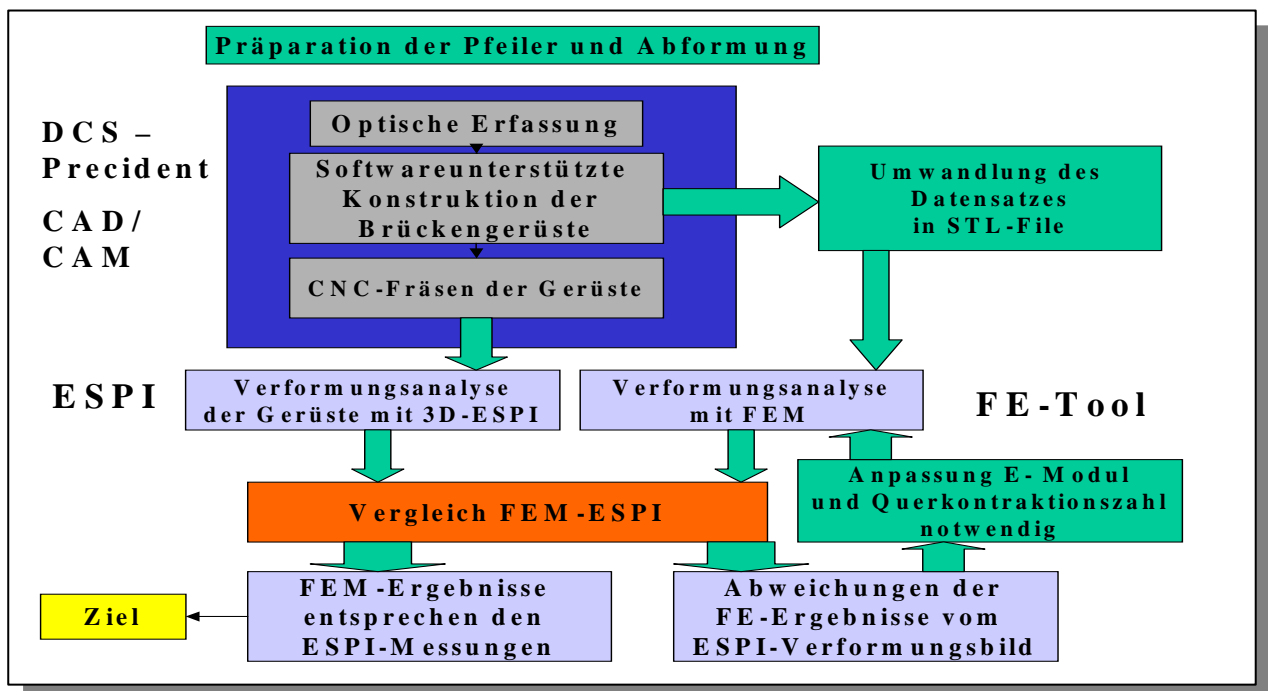 Präparation der Pfeiler und Abformung
DCS –
Precident
CAD/
CAM
Optische Erfassung
Softwareunterstützte
Konstruktion der
Brückengerüste
CNC-Fräsen der Gerüste
Umwandlung des
Datensatzes
in STL-File
ESPI
Verformungsanalyse
der Gerüste mit 3D-ESPI
Verformungsanalyse
mit FEM
FE-Tool
Vergleich FEM-ESPI
Anpassung E-Modul
und Querkontraktionszahl
notwendig
Ziel
FEM-Ergebnisse
entsprechen den
ESPI-Messungen
Abweichungen der
FE-Ergebnisse vom
ESPI-Verformungsbild